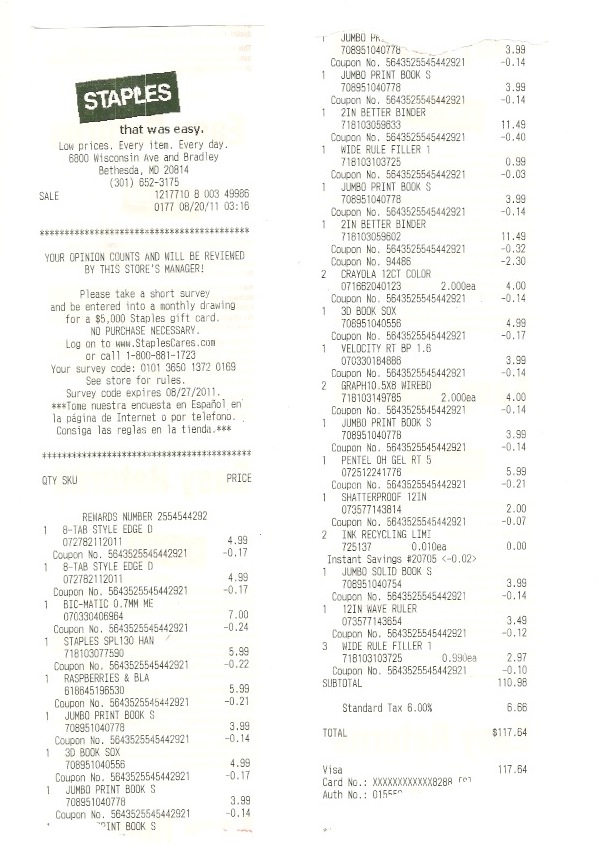 STAPLES
that was easy.
Low prices. Every item. Every day.
6800 Wisconsin Ave and Bradley
Bethesda, MD 20814
(301) 652-3175
SALE 1217710 8 003 49986
0177 08/20/11 03:16
******************************************
YOUR OPINION COUNTS AND WILL BE REVIEWED
BY THIS STORE'S MANAGER!
Please take a short survey
and be entered into a monthly drawing
for a $5,000 Staples gift card.
NO PURCHASE NECESSARY.
Log on to www.StaplesCares.com
or call 1-800-881-1723
Your survey code: 0101 3650 1372 0169
See store for rules.
Survey code expires 08/27/2011.
***Tome nuestra encuesta en Español en
la página de Internet o por telefono.
Consiga las reglas en la tienda.***
******************************************
QTY SKU PRICE
REWARDS NUMBER 2554544292
1 8-TAB STYLE EDGE D
072782112011 4.99
Coupon No. 5643525545442921 -0.17
1 8-TAB STYLE EDGE D
072782112011 4.99
Coupon No. 5643525545442921 -0.17
1 BIC-MATIC 0.7MM ME
070330406964 7.00
Coupon No. 5643525545442921 -0.24
1 STAPLES SPL130 HAN
718103077590 5.99
Coupon No. 5643525545442921 -0.22
1 RASPBERRIES & BLA
618645196530 5.99
Coupon No. 5643525545442921 -0.21
1 JUMBO PRINT BOOK S
708951040778 3.99
Coupon No. 5643525545442921 -0.14
1 3D BOOK SOX
708951040556 4.99
Coupon No. 5643525545442921 -0.17
1 JUMBO PRINT BOOK S
708951040778 3.99
Coupon No. 5643525545442921 -0.14
PRINT BOOK S
1 JUMBO PR
708951040778 3.99
Coupon No. 5643525545442921 -0.14
1 JUMBO PRINT BOOK S
708951040778 3.99
Coupon No. 5643525545442921 -0.14
1 2IN BETTER BINDER
718103059633 11.49
Coupon No. 5643525545442921 -0.40
1 WIDE RULE FILLER 1
718103103725 0.99
Coupon No. 5643525545442921 -0.03
1 JUMBO PRINT BOOK S
708951040778 3.99
Coupon No. 5643525545442921 -0.14
1 2IN BETTER BINDER
718103059602 11.49
Coupon No. 5643525545442921 -0.32
Coupon No. 94486 -2.30
2 CRAYOLA 12CT COLOR
071662040123 2.000ea 4.00
Coupon No. 5643525545442921 -0.14
1 3D BOOK SOX
708951040556 4.99
Coupon No. 5643525545442921 -0.17
1 VELOCITY RT BP 1.6
070330184886 3.99
Coupon No. 5643525545442921 -0.14
2 GRAPH10.5X8 WIREBO
718103149785 2.000ea 4.00
Coupon No. 5643525545442921 -0.14
1 JUMBO PRINT BOOK S
708951040778 3.99
Coupon No. 5643525545442921 -0.14
1 PENTEL OH GEL RT 5
072512241776 5.99
Coupon No. 5643525545442921 -0.21
1 SHATTERPROOF 12IN
073577143814 2.00
Coupon No. 5643525545442921 -0.07
2 INK RECYCLING LIMI
725137 0.010ea 0.00
Instant Savings #20705 <-0.02>
1 JUMBO SOLID BOOK S
708951040754 3.99
Coupon No. 5643525545442921 -0.14
1 12IN WAVE RULER
073577143654 3.49
Coupon No. 5643525545442921 -0.12
3 WIDE RULE FILLER 1
718103103725 0.990ea 2.97
Coupon No. 5643525545442921 -0.10
SUBTOTAL 110.98
Standard Tax 6.00% 6.66
TOTAL $117.64
Visa 117.64
Card No.: XXXXXXXXXXXX8288
Auth No.: